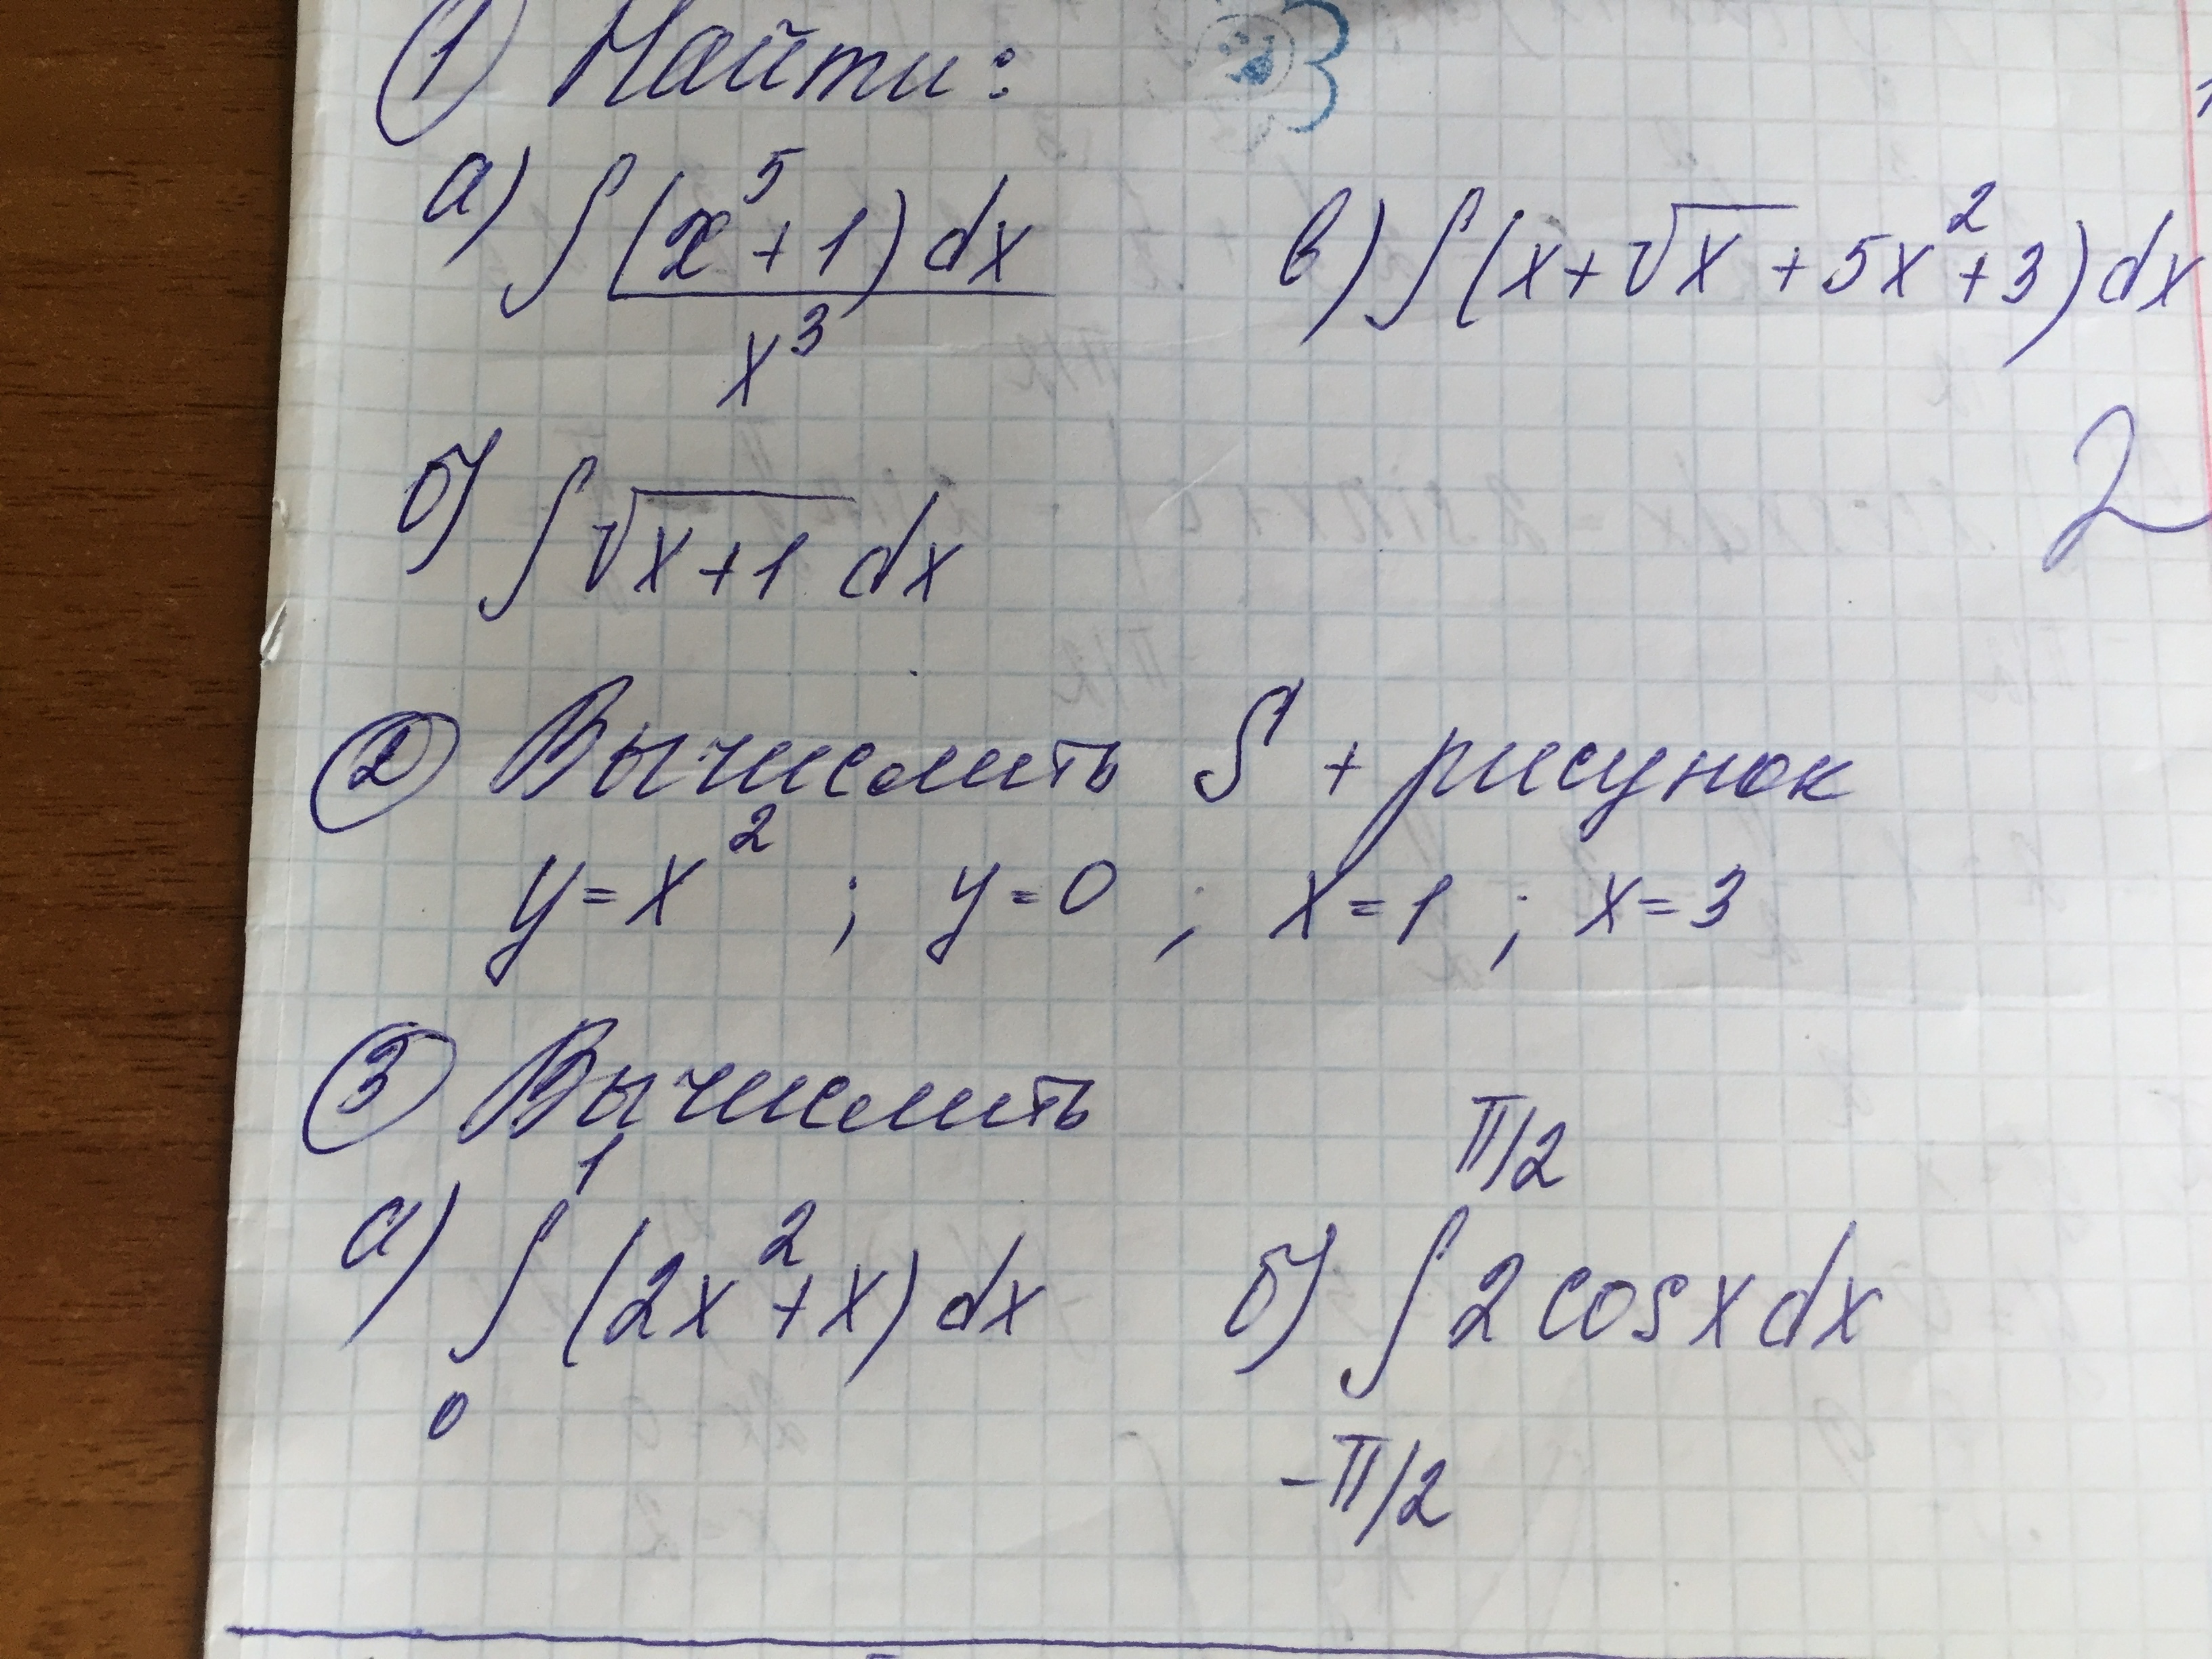 ① Найти:
а) ∫ (x⁵ + 1) dx / x³
в) ∫ (x + √x + 5x² + 3) dx
2
б) ∫ √(x+1) dx
② Вычислить S + рисунок
y = x² ; y = 0 ; x = 1 ; x = 3
③ Вычислить
а) ∫₀¹ (2x² + x) dx
б) ∫ 2 cos x dx
π/2
-π/2